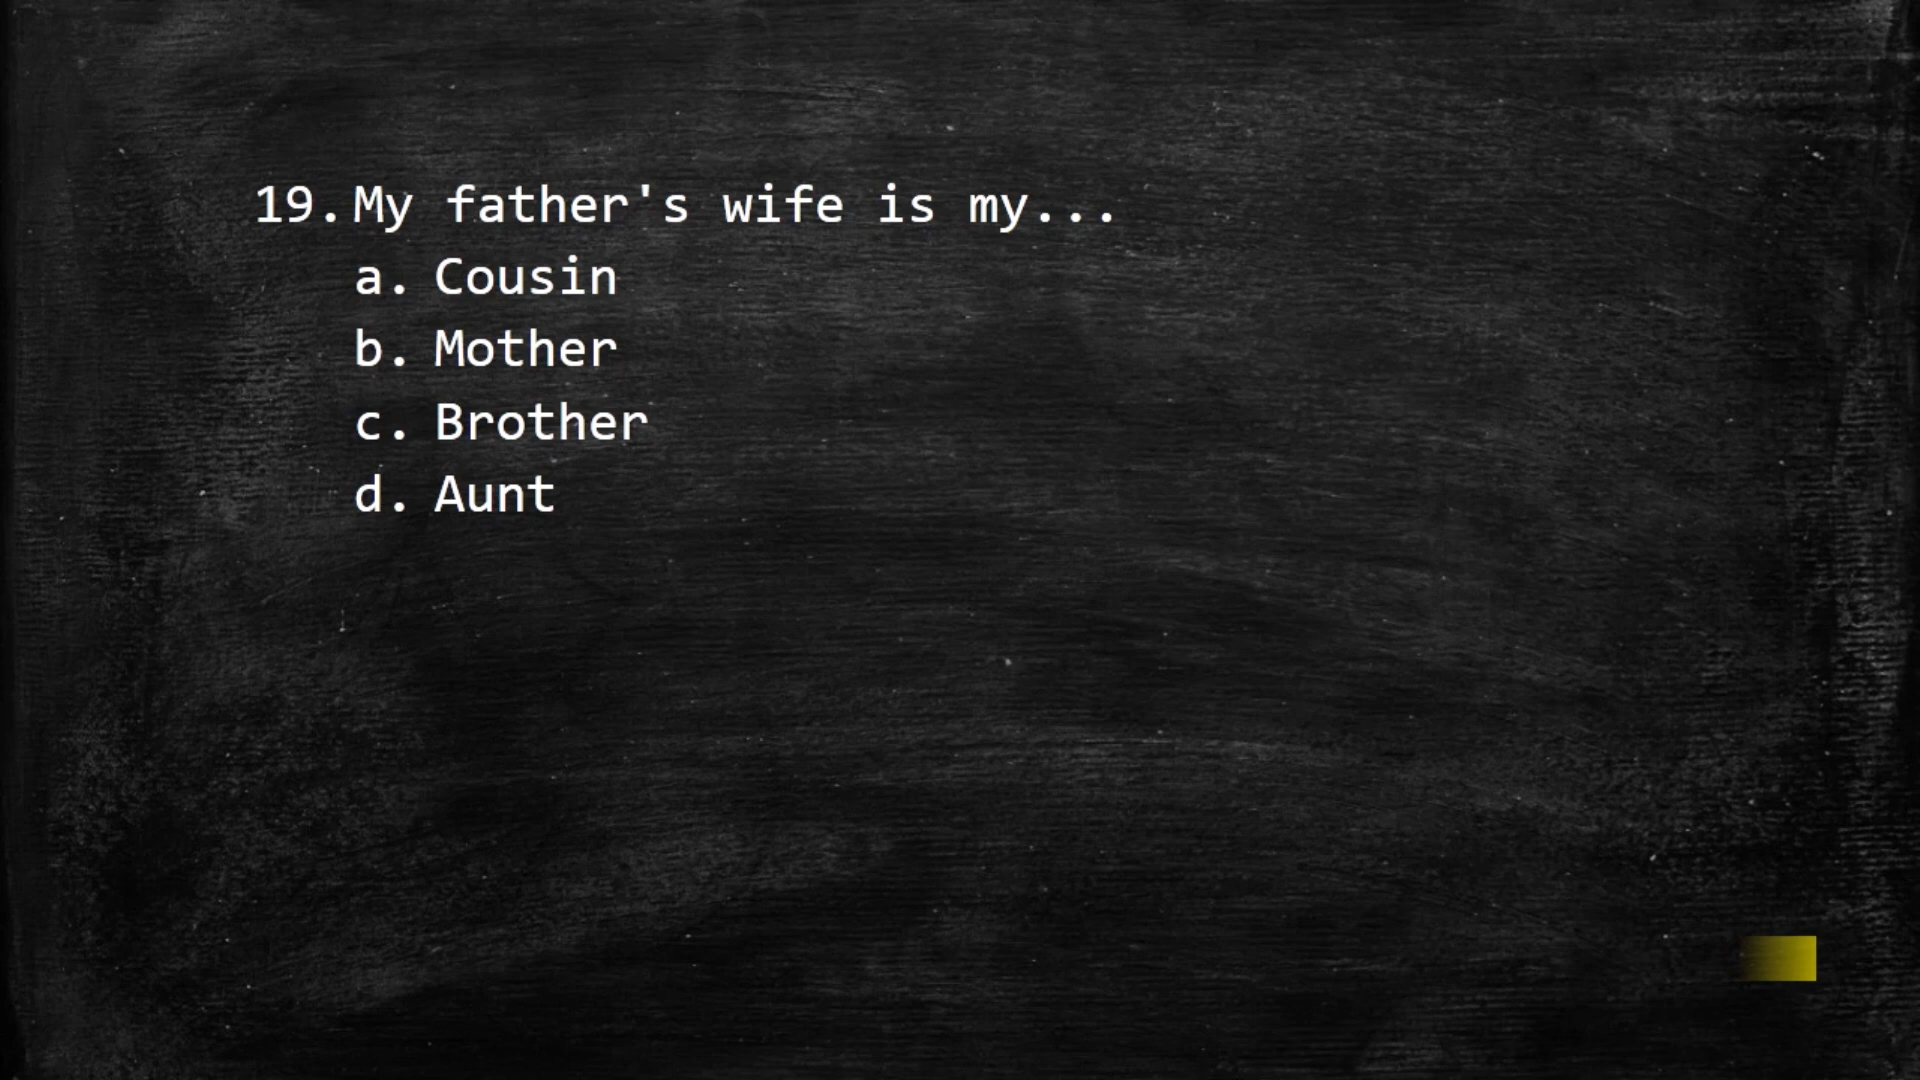 19. My father's wife is my...
a. Cousin
b. Mother
c. Brother
d. Aunt